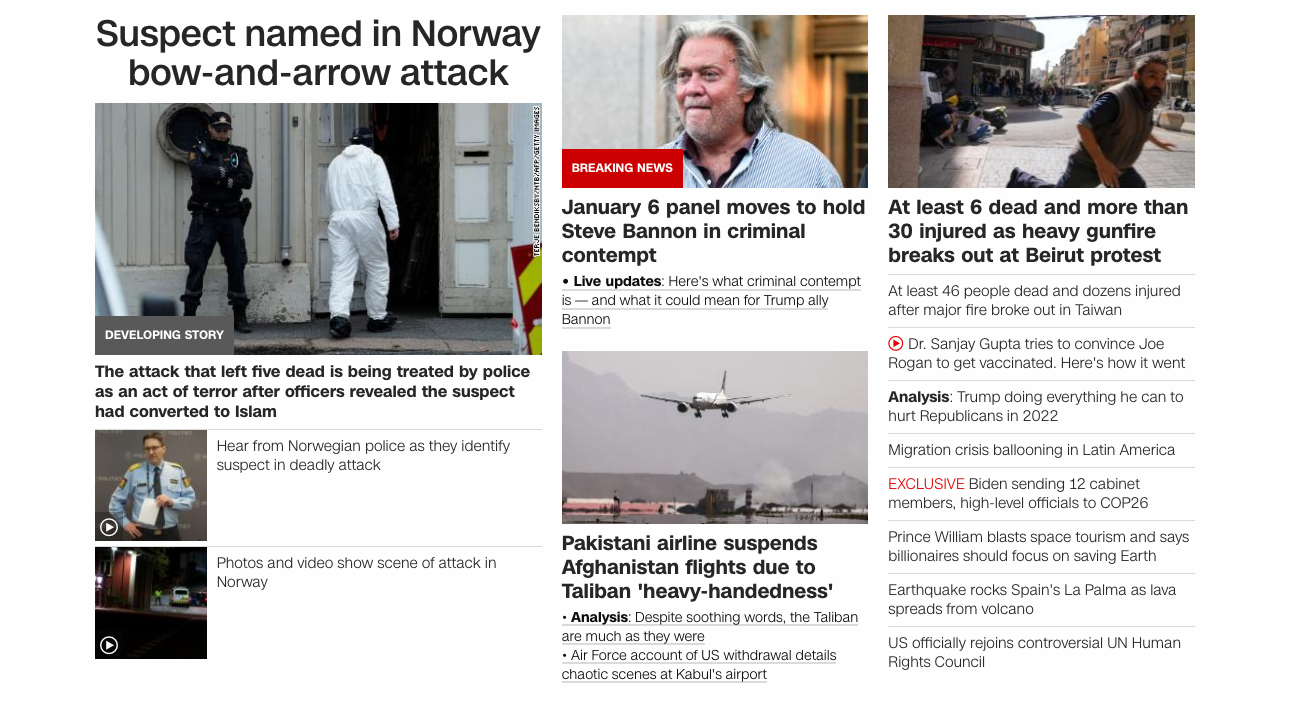 Suspect named in Norway
bow-and-arrow attack
TERJE BENDIKSBY/NTB/AFP/GETTY IMAGES
DEVELOPING STORY
The attack that left five dead is being treated by police
as an act of terror after officers revealed the suspect
had converted to Islam
Hear from Norwegian police as they identify
suspect in deadly attack
Photos and video show scene of attack in
Norway
BREAKING NEWS
January 6 panel moves to hold
Steve Bannon in criminal
contempt
• Live updates: Here's what criminal contempt
is — and what it could mean for Trump ally
Bannon
Pakistani airline suspends
Afghanistan flights due to
Taliban 'heavy-handedness'
• Analysis: Despite soothing words, the Taliban
are much as they were
• Air Force account of US withdrawal details
chaotic scenes at Kabul's airport
At least 6 dead and more than
30 injured as heavy gunfire
breaks out at Beirut protest
At least 46 people dead and dozens injured
after major fire broke out in Taiwan
Dr. Sanjay Gupta tries to convince Joe
Rogan to get vaccinated. Here's how it went
Analysis: Trump doing everything he can to
hurt Republicans in 2022
Migration crisis ballooning in Latin America
EXCLUSIVE Biden sending 12 cabinet
members, high-level officials to COP26
Prince William blasts space tourism and says
billionaires should focus on saving Earth
Earthquake rocks Spain's La Palma as lava
spreads from volcano
US officially rejoins controversial UN Human
Rights Council